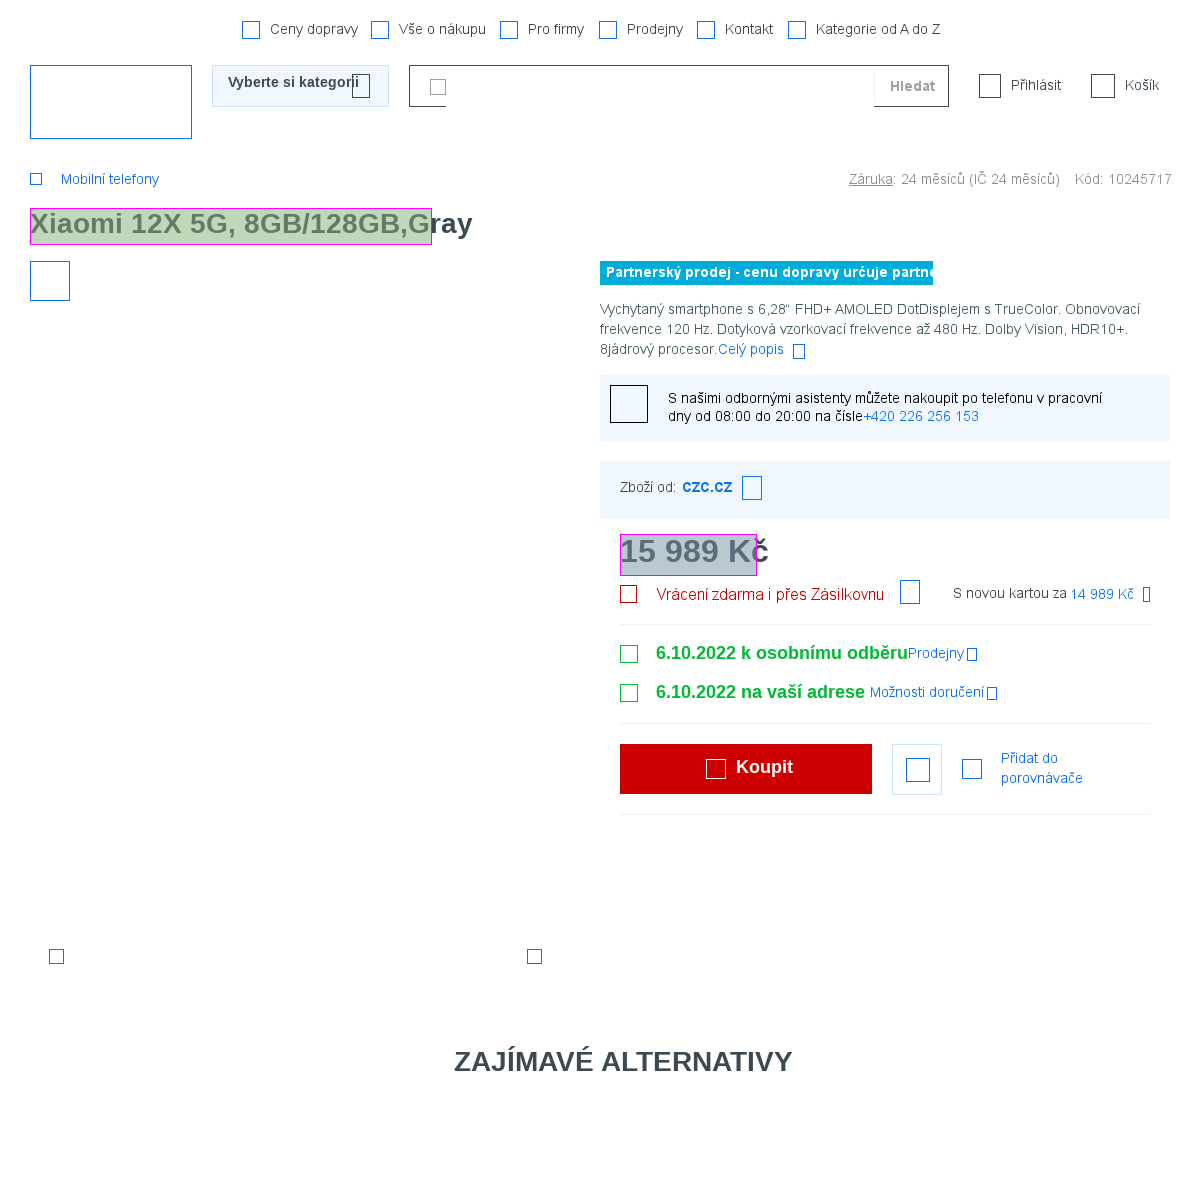 Ceny dopravy Vše o nákupu Pro firmy Prodejny Kontakt Kategorie od A do Z
Vyberte si kategorii Hledat Přihlásit Košík
Mobilní telefony Záruka: 24 měsíců (IČ 24 měsíců) Kód: 10245717
Xiaomi 12X 5G, 8GB/128GB,Gray
Partnerský prodej - cenu dopravy určuje partne
Vychytaný smartphone s 6,28“ FHD+ AMOLED DotDisplejem s TrueColor. Obnovovací
frekvence 120 Hz. Dotyková vzorkovací frekvence až 480 Hz. Dolby Vision, HDR10+.
8jádrový procesor.Celý popis
S našimi odbornými asistenty můžete nakoupit po telefonu v pracovní
dny od 08:00 do 20:00 na čísle+420 226 256 153
Zboží od: czc.cz
15 989 Kč
Vrácení zdarma i přes Zásilkovnu S novou kartou za 14 989 Kč
6.10.2022 k osobnímu odběruProdejny
6.10.2022 na vaší adrese Možnosti doručení
Koupit Přidat do
porovnávače
ZAJÍMAVÉ ALTERNATIVY